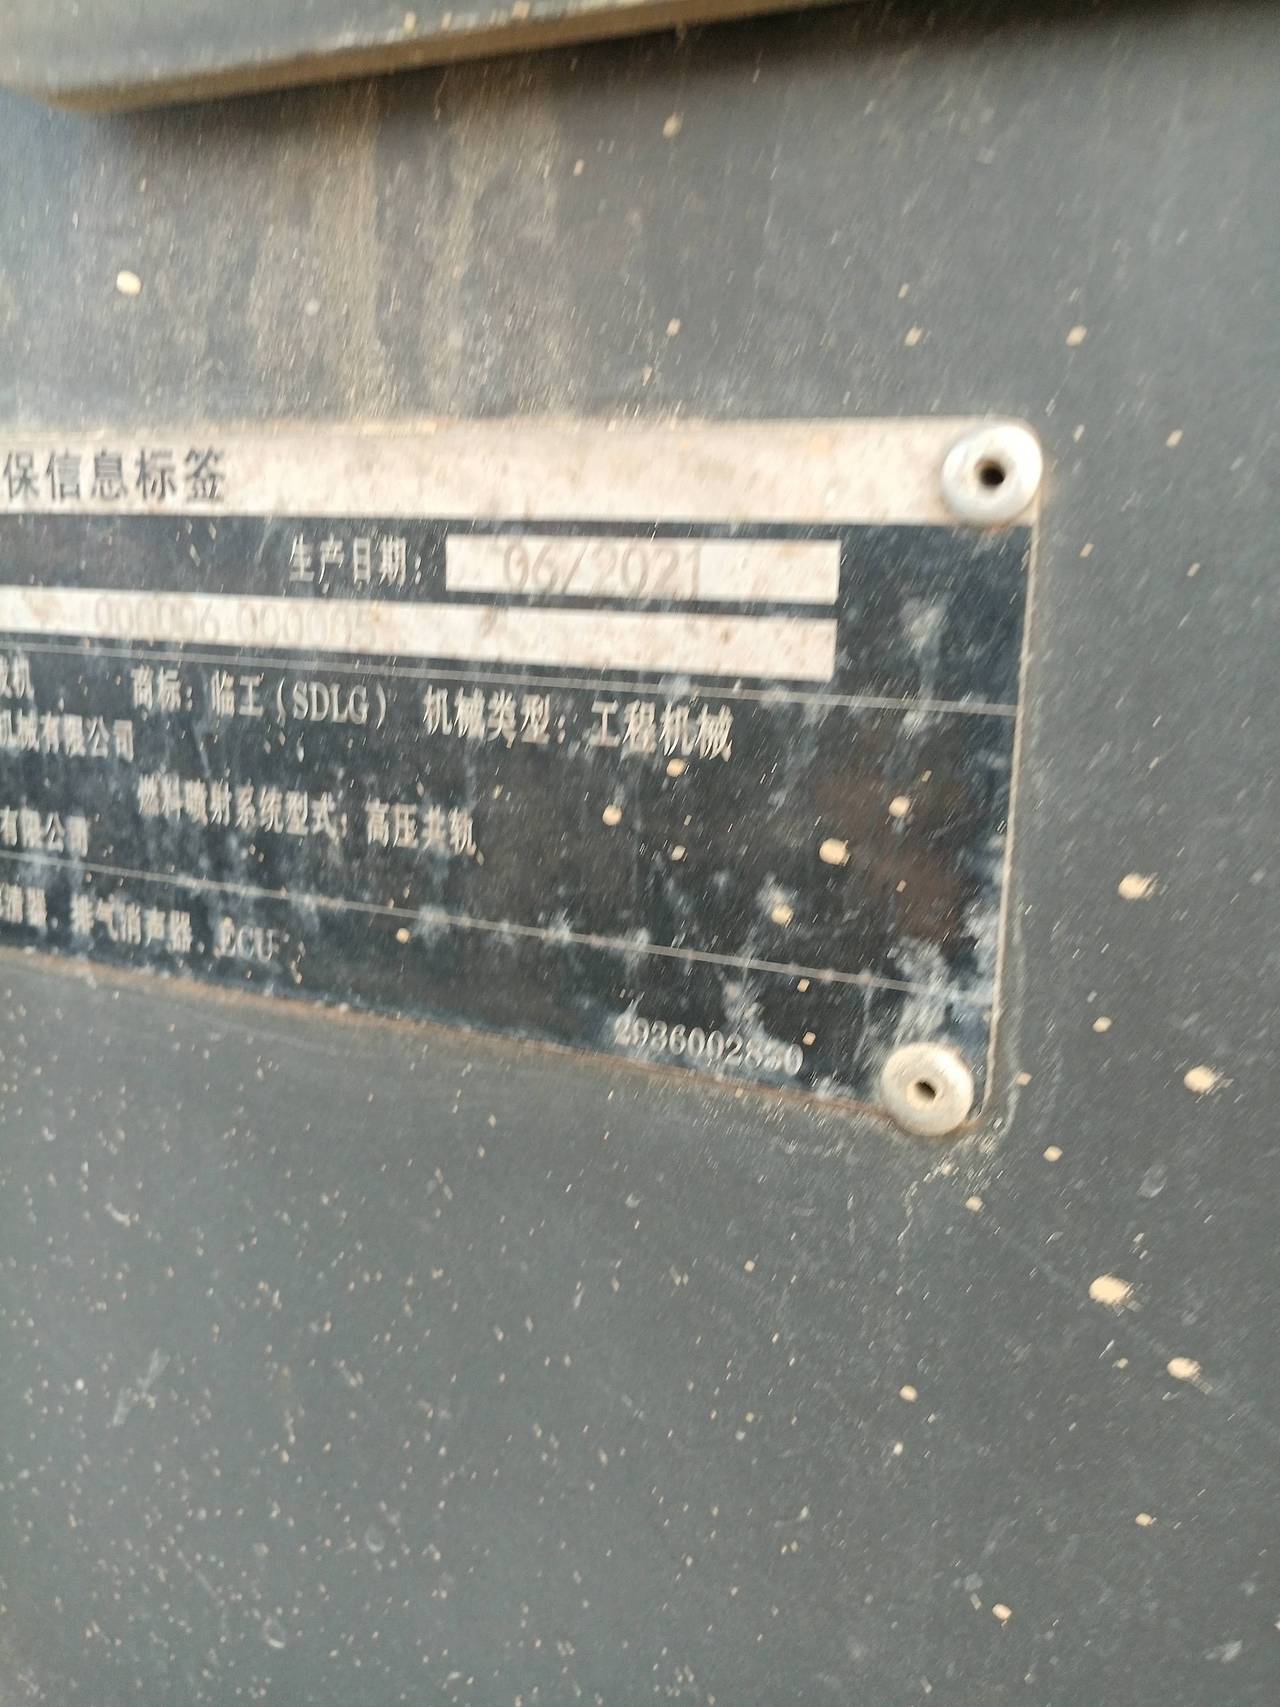 保信息标签
生产日期： 06/2021
商标：临工(SDLG) 机械类型：工程机械
机械有限公司
燃料喷射系统型式：高压共轨
有限公司
排气消声器、ECU